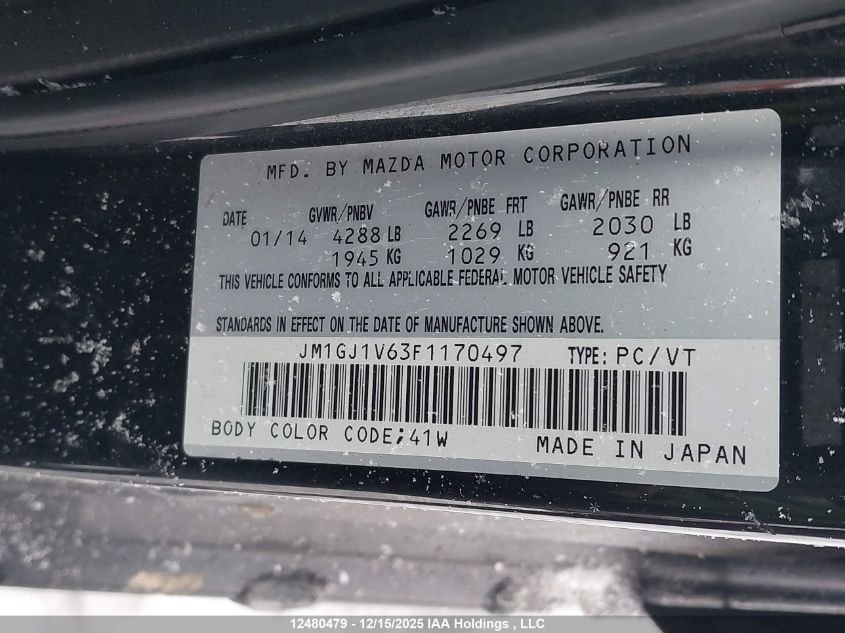 MFD. BY MAZDA MOTOR CORPORATION
DATE GVWR/PNBV GAWR/PNBE FRT GAWR/PNBE RR
01/14 4288 LB 2269 LB 2030 LB
1945 KG 1029 KG 921 KG
THIS VEHICLE CONFORMS TO ALL APPLICABLE FEDERAL MOTOR VEHICLE SAFETY
STANDARDS IN EFFECT ON THE DATE OF MANUFACTURE SHOWN ABOVE.
JM1GJ1V63F1170497 TYPE: PC/VT
BODY COLOR CODE;41W MADE IN JAPAN
12480479 - 12/15/2025 IAA Holdings , LLC